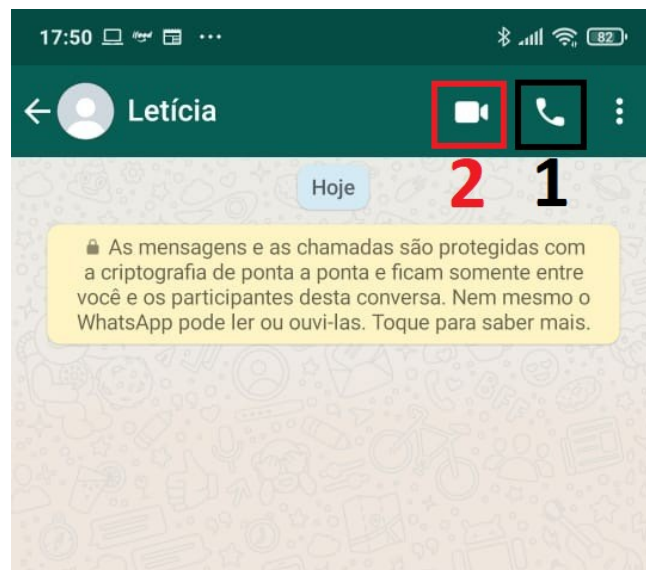 17:50
82
Letícia
2 1
Hoje
As mensagens e as chamadas são protegidas com
a criptografia de ponta a ponta e ficam somente entre
você e os participantes desta conversa. Nem mesmo o
WhatsApp pode ler ou ouvi-las. Toque para saber mais.